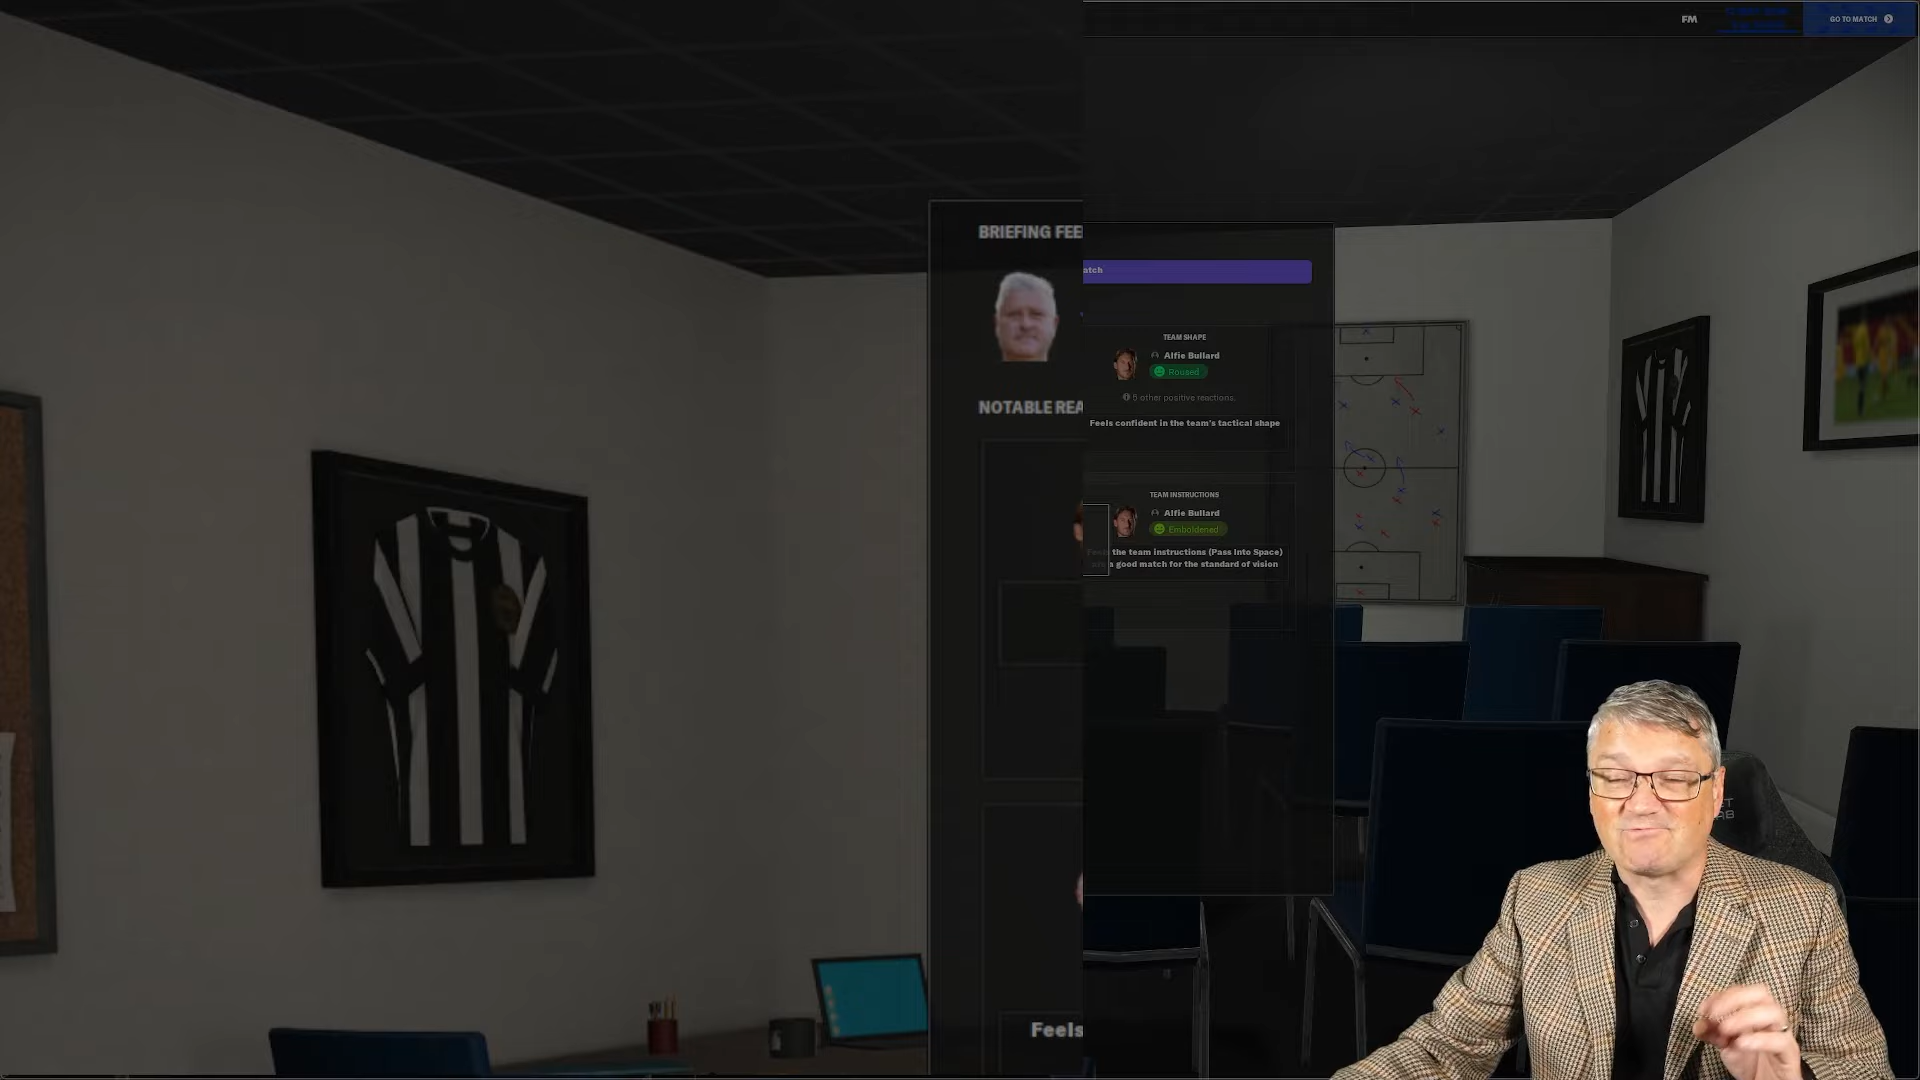 FM
GO TO MATCH
BRIEFING FEE
atch
TEAM SHAPE
Alfie Bullard
Roused
5 other positive reactions.
NOTABLE REA
Feels confident in the team's tactical shape
TEAM INSTRUCTIONS
Alfie Bullard
Emboldened
Feels the team instructions (Pass Into Space)
are a good match for the standard of vision
Feels